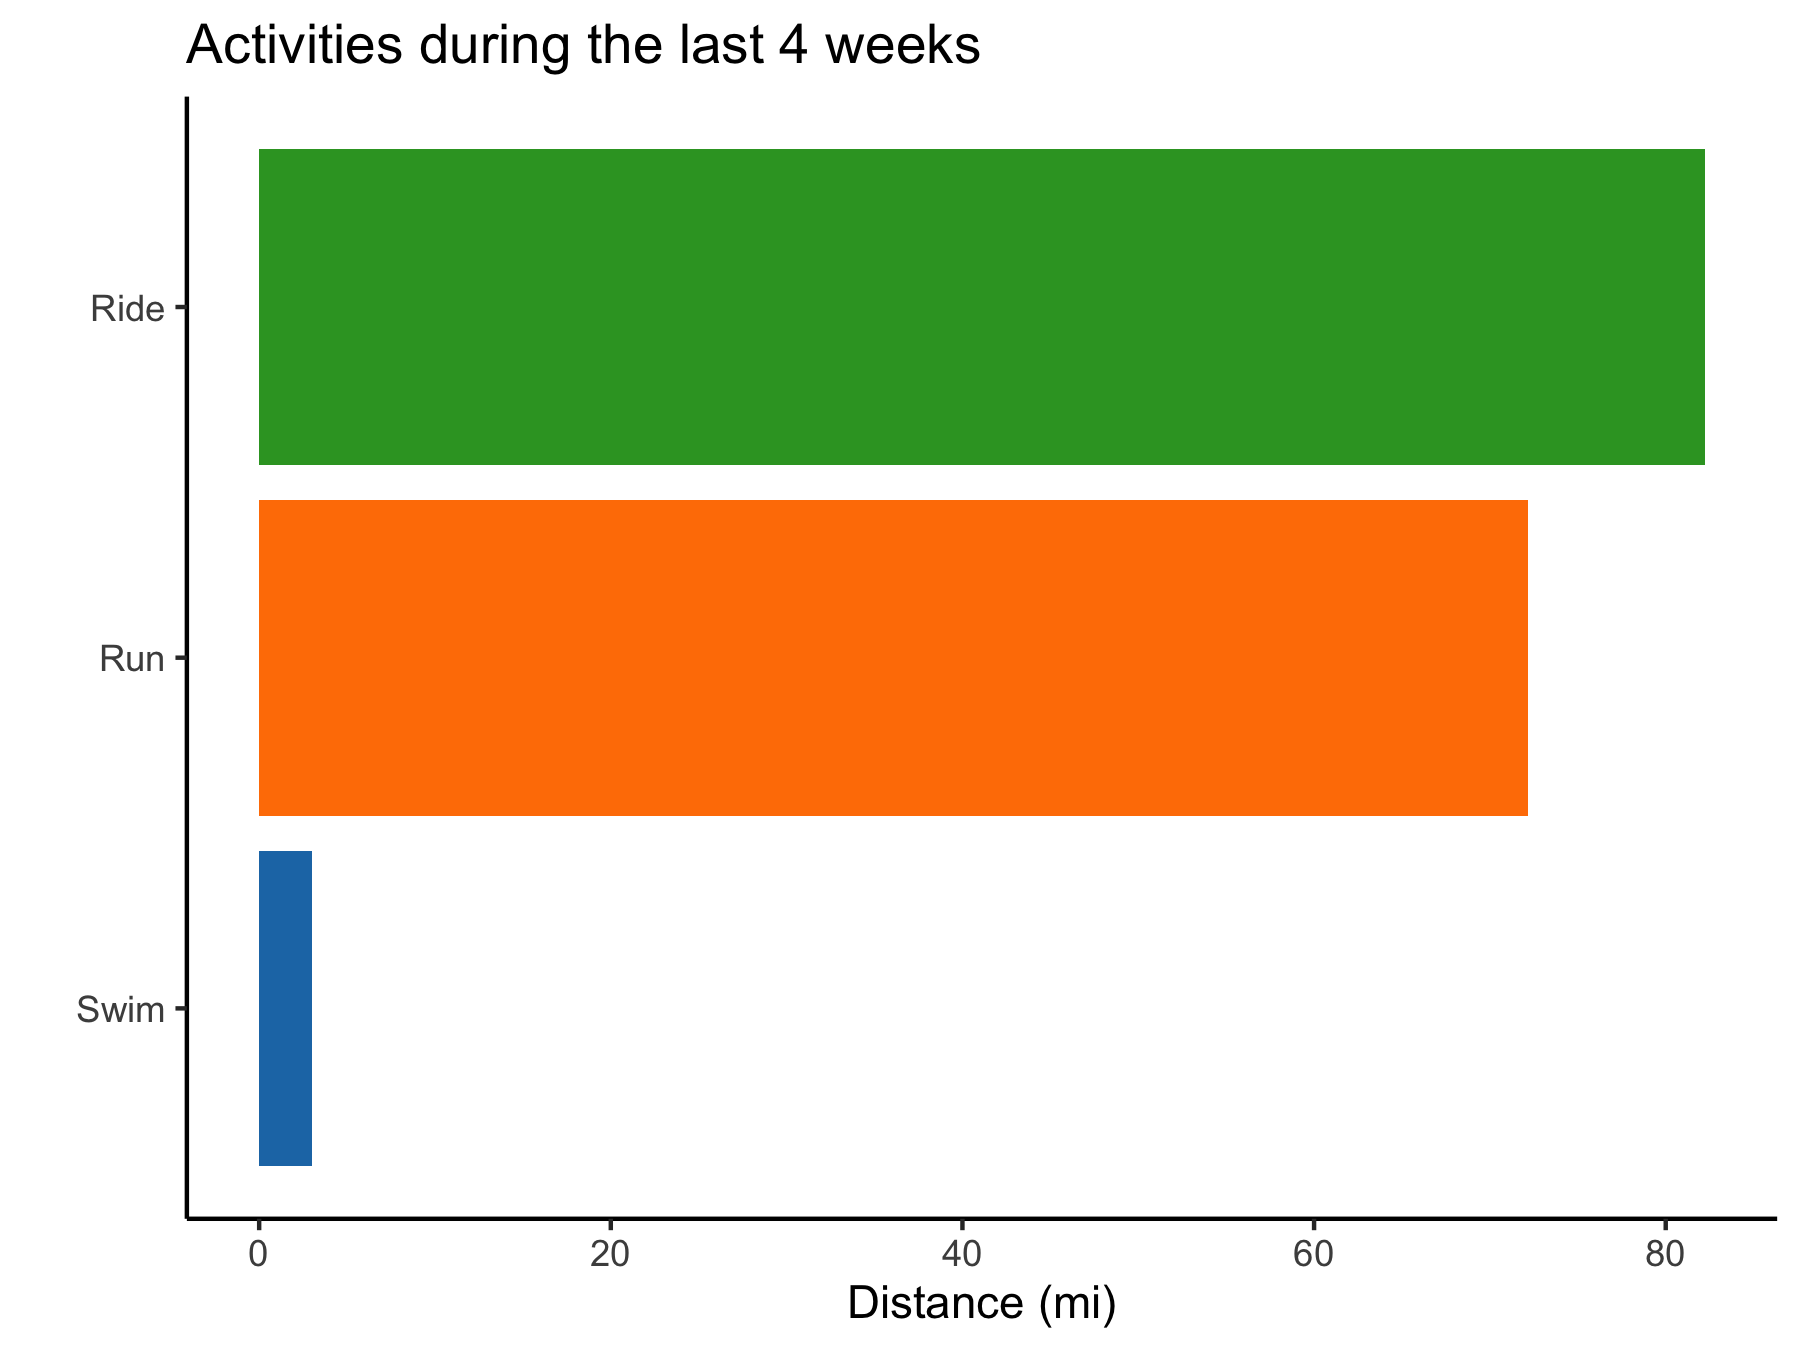 Activities during the last 4 weeks
Ride
Run
Swim
0 20 40 60 80
Distance (mi)